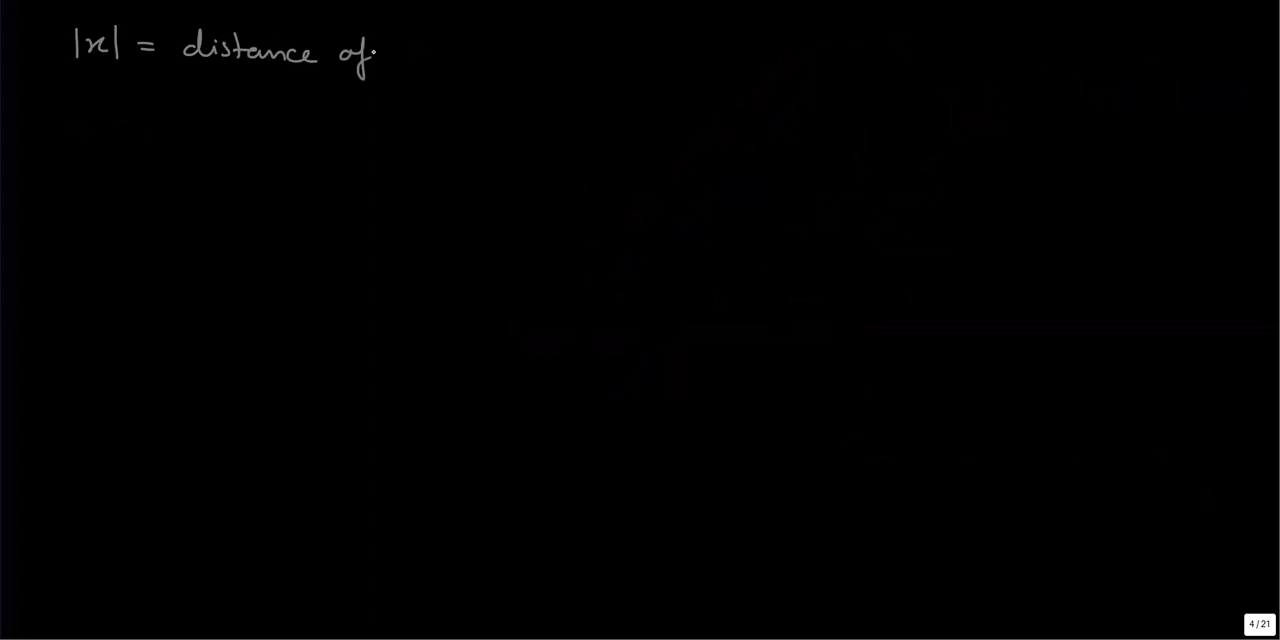 |x| = distance of
4 / 21